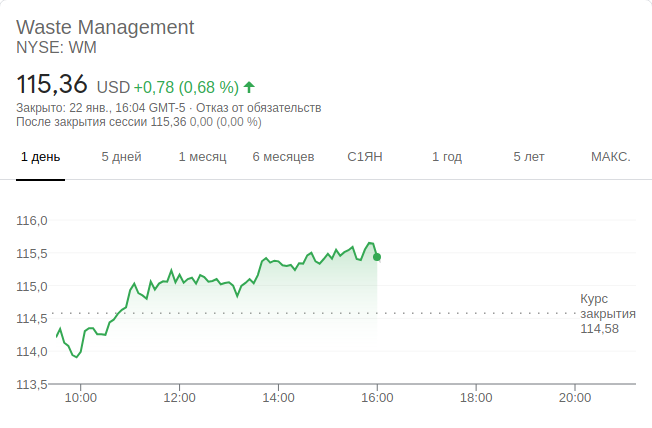 Waste Management
NYSE: WM
115,36 USD +0,78 (0,68 %)
Закрыто: 22 янв., 16:04 GMT-5 · Отказ от обязательств
После закрытия сессии 115,36 0,00 (0,00 %)
1 день 5 дней 1 месяц 6 месяцев С1ЯН 1 год 5 лет МАКС.
116,0
115,5
115,0
Курс
114,5
закрытия
114,58
114,0
113,5
10:00 12:00 14:00 16:00 18:00 20:00